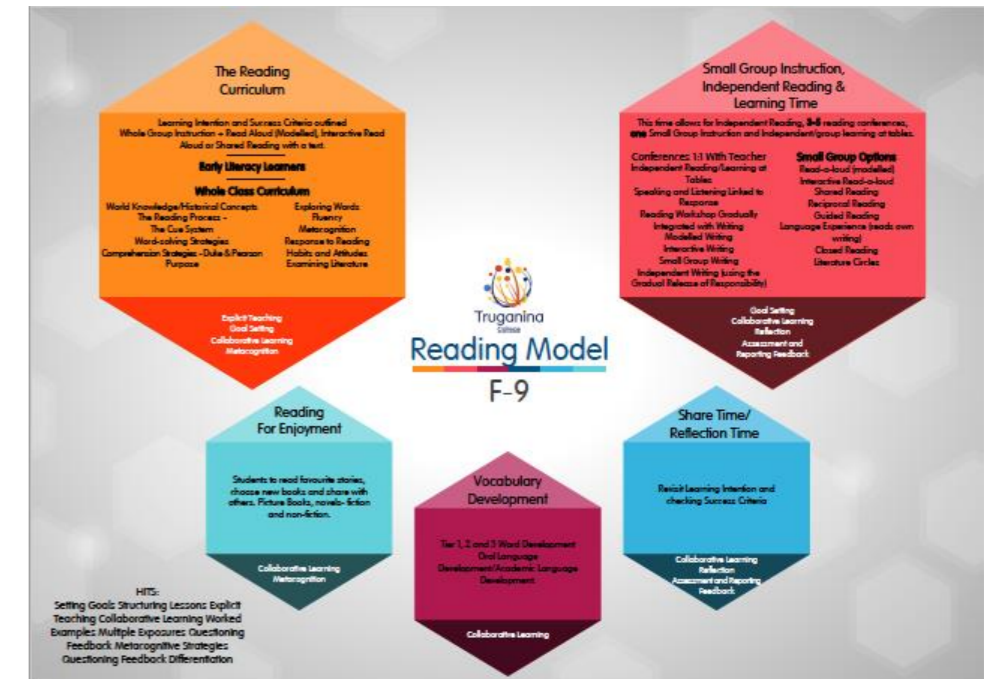 The Reading
Curriculum
Learning Intention and Success Criteria outlined
Whole Group Instruction - Read Aloud (Modelled), Interactive Read
Aloud or Shared Reading with a text.
Early Literacy Learners
Whole Class Curriculum
World Knowledge/Historical Concepts
The Reading Process -
The Cue System
Word-solving Strategies
Comprehension Strategies - Duke & Pearson
Purpose
Exploring Words
Fluency
Metacognition
Response to Reading
Habits and Attitudes
Examining Literature
Explicit Teaching
Goal Setting
Collaborative Learning
Metacognition
Small Group Instruction,
Independent Reading &
Learning Time
This time allows for Independent Reading, 3-5 reading conferences,
one Small Group Instruction and Independent/group learning at tables.
Conferences 1:1 With Teacher
Independent Reading/Learning at
Tables
Speaking and Listening Linked to
Response
Reading Workshop Gradually
Integrated with Writing
Modelled Writing
Interactive Writing
Small Group Writing
Independent Writing (using the
Gradual Release of Responsibility)
Small Group Options
Read-a-loud (modelled)
Interactive Read-a-loud
Shared Reading
Reciprocal Reading
Guided Reading
Language Experience (reads own
writing)
Closed Reading
Literature Circles
Goal Setting
Collaborative Learning
Reflection
Assessment and
Reporting Feedback
Truganina
College
Reading Model
F-9
Reading
For Enjoyment
Students to read favourite stories,
choose new books and share with
others. Picture Books, novels- fiction
and non-fiction.
Collaborative Learning
Metacognition
Vocabulary
Development
Tier 1, 2 and 3 Word Development
Oral Language
Development/Academic Language
Development
Collaborative Learning
Share Time/
Reflection Time
Revisit Learning Intention and
checking Success Criteria
Collaborative Learning
Reflection
Assessment and Reporting
Feedback
HITS:
Setting Goals Structuring Lessons Explicit
Teaching Collaborative Learning Worked
Examples Multiple Exposures Questioning
Feedback Metacognitive Strategies
Questioning Feedback Differentiation